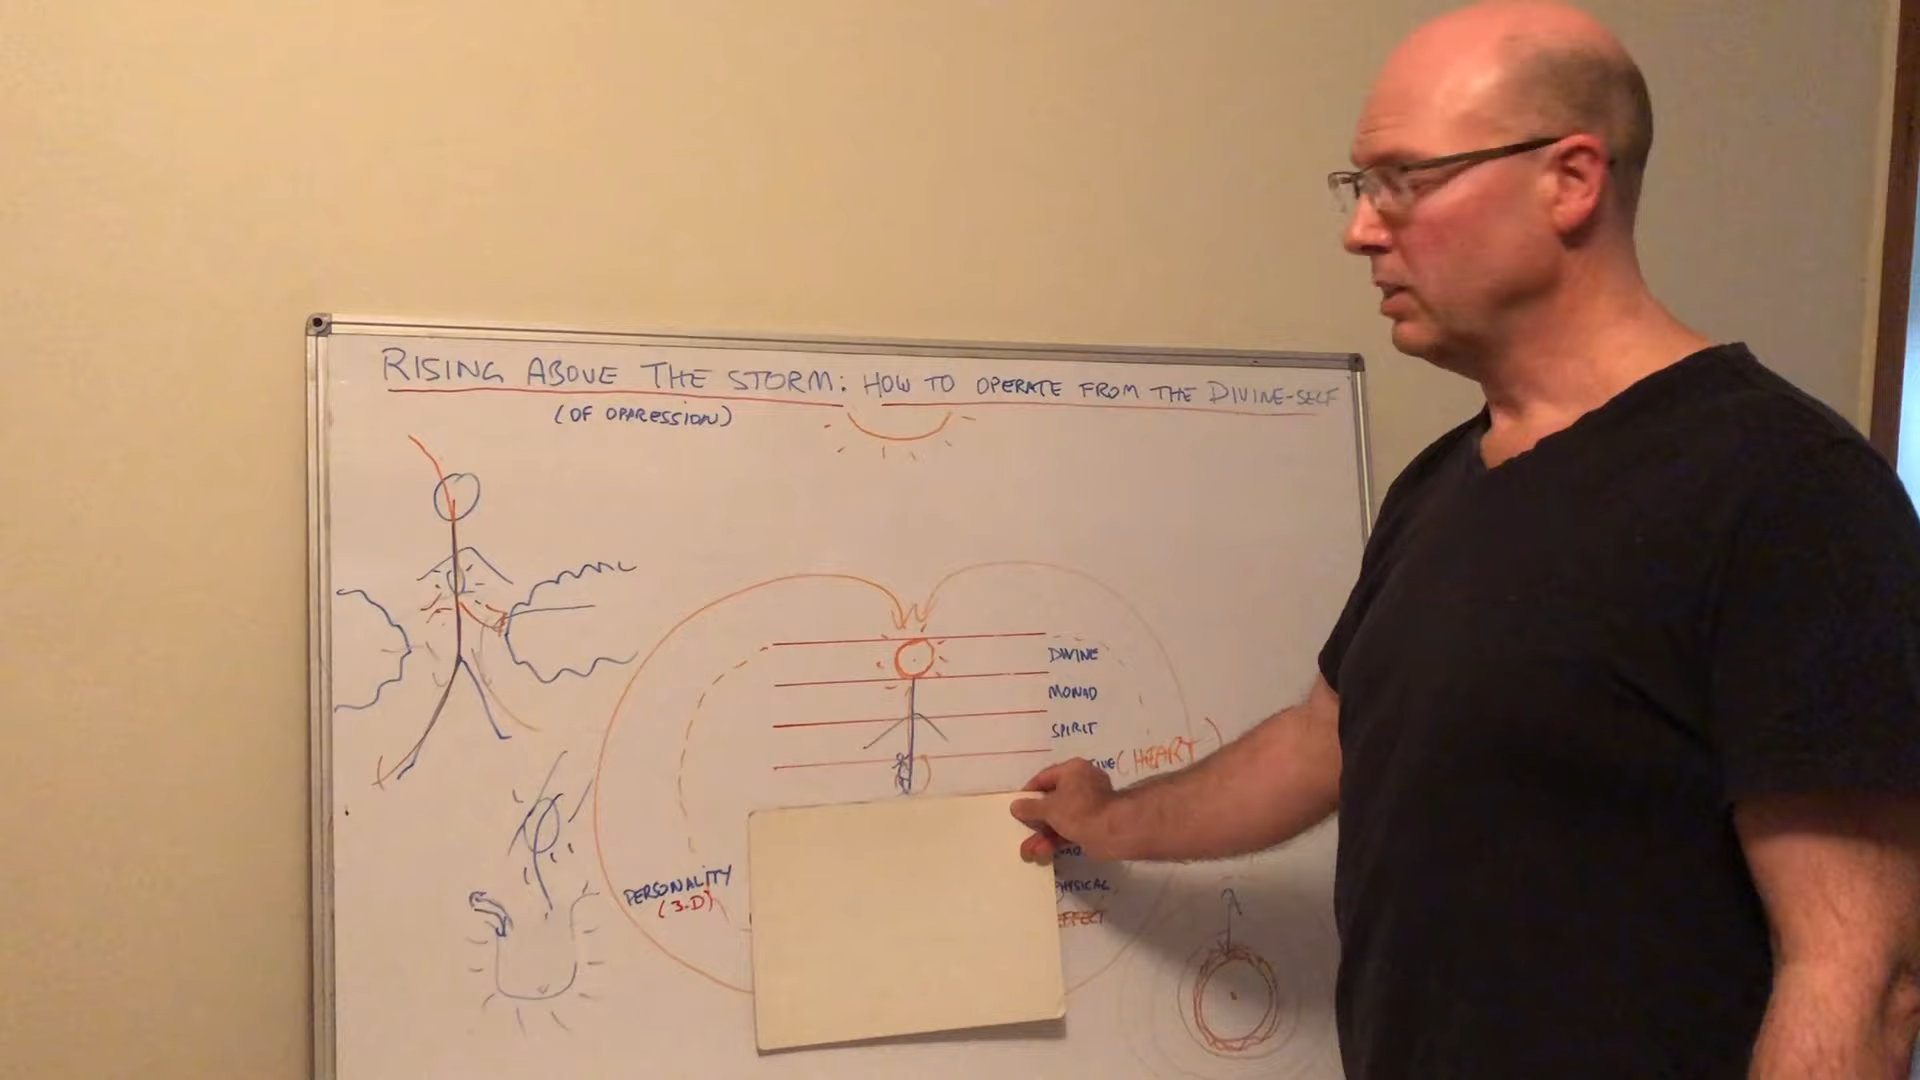 RISING ABOVE THE STORM: HOW TO OPERATE FROM THE DIVINE-SELF
(OF OPPRESSION)
DIVINE
MONAD
SPIRIT
(HEART)
PERSONALITY
(3-D)
PHYSICAL
EFFECT